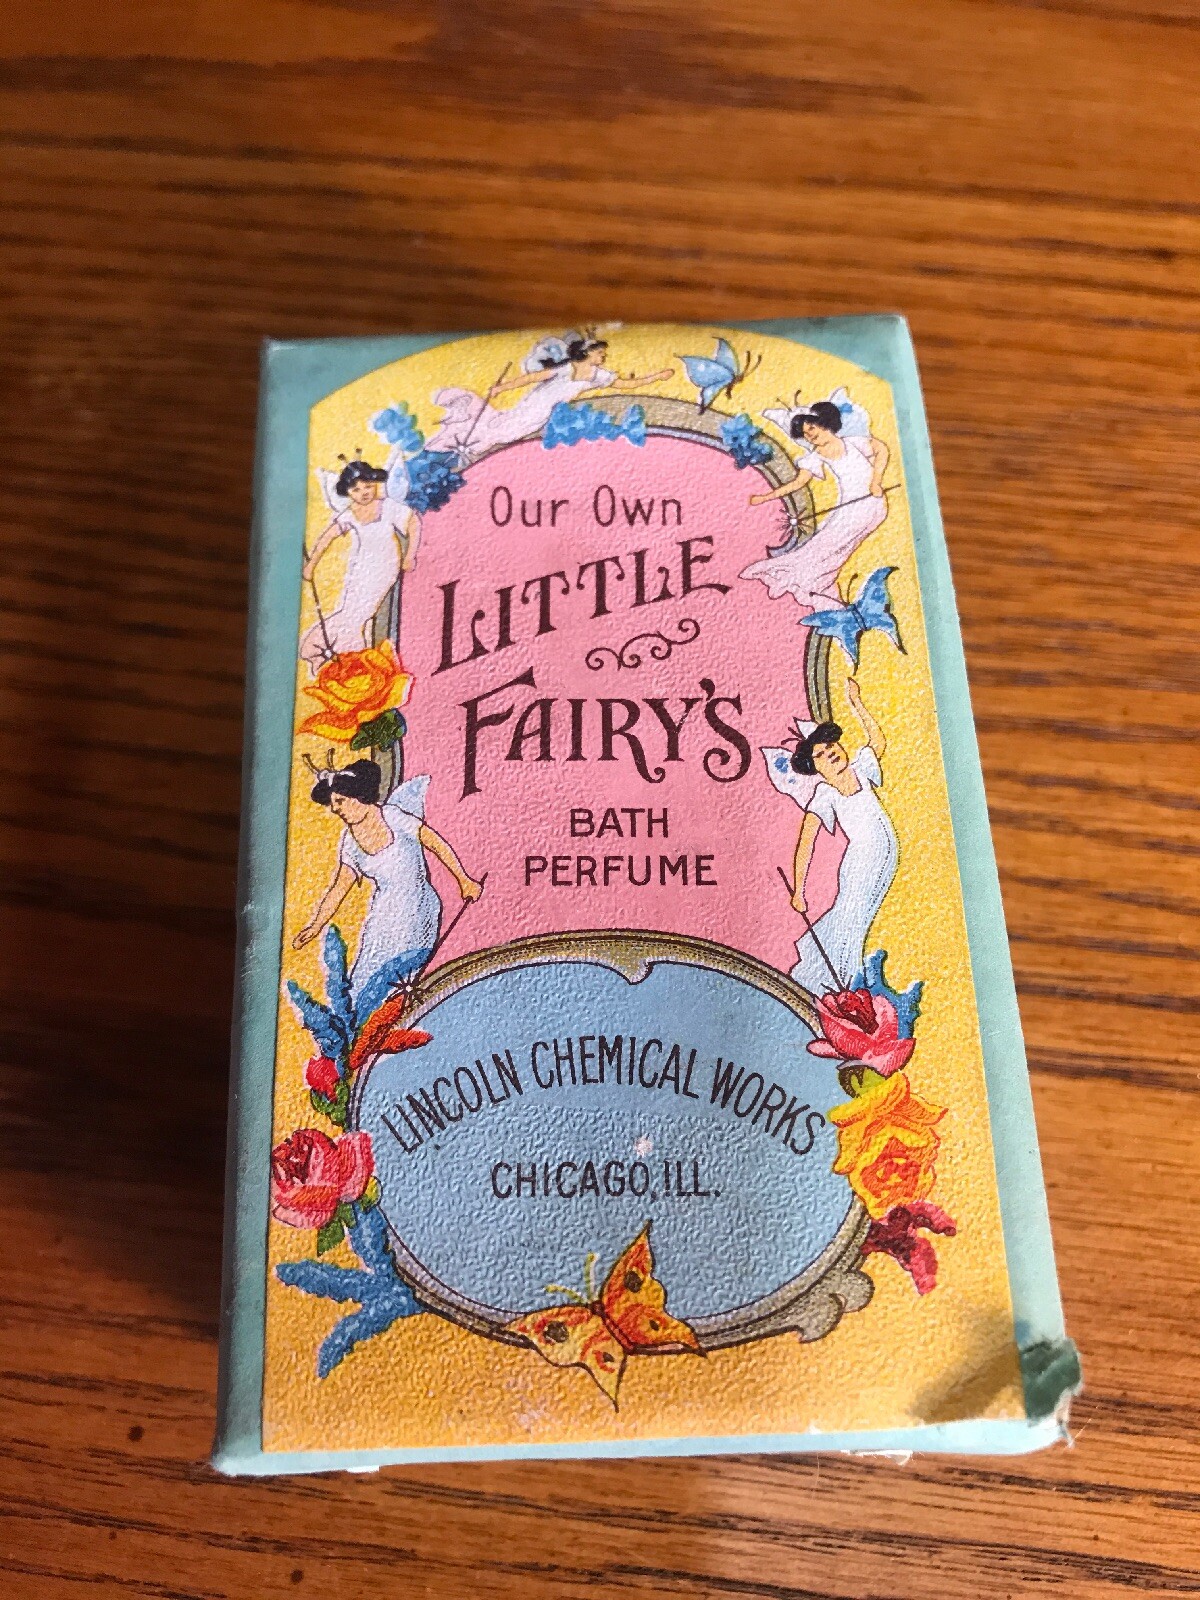 Our Own
LITTLE
FAIRY'S
BATH
PERFUME
LINCOLN CHEMICAL WORKS
CHICAGO, ILL.